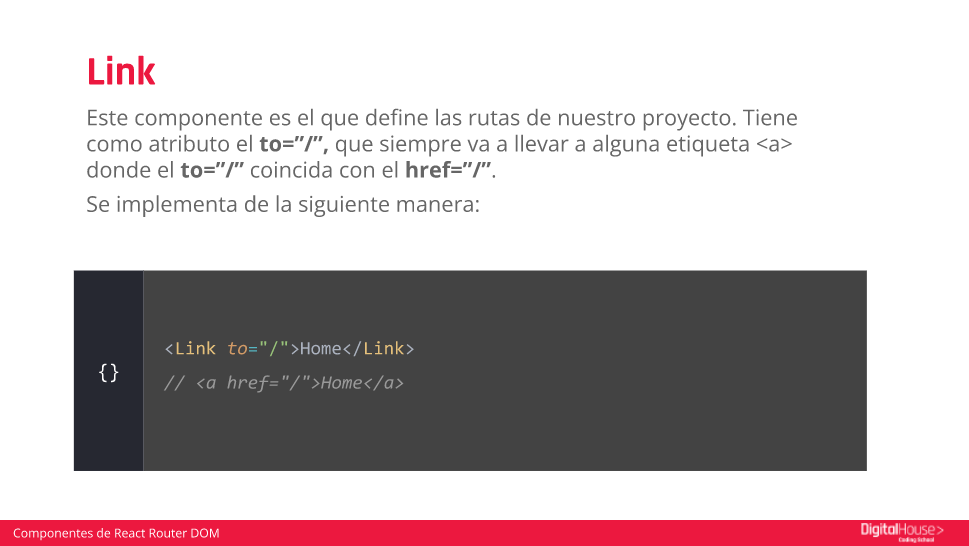 Link
Este componente es el que define las rutas de nuestro proyecto. Tiene
como atributo el to=”/”, que siempre va a llevar a alguna etiqueta <a>
donde el to=”/” coincida con el href=”/”.
Se implementa de la siguiente manera:
{}
<Link to="/">Home</Link>
// <a href="/">Home</a>
Componentes de React Router DOM
DigitalHouse>
Coding School